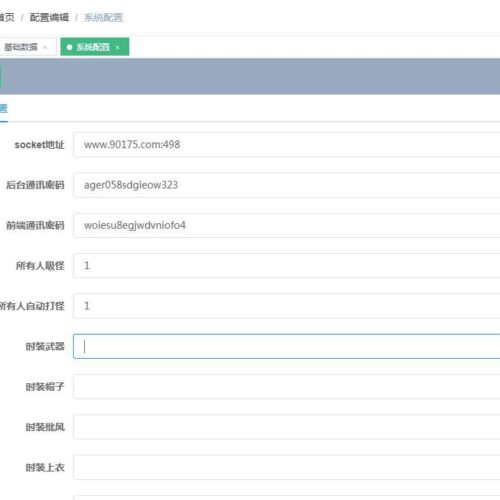 首页 / 配置编辑 / 系统配置
基础数据 × 系统配置 ×
置
socket地址 www.90175.com:498
后台通讯密码 ager058sdgieow323
前端通讯密码 woiesu8egjwdvniofo4
所有人吸怪 1
所有人自动打怪 1
时装武器
时装帽子
时装批风
时装上衣